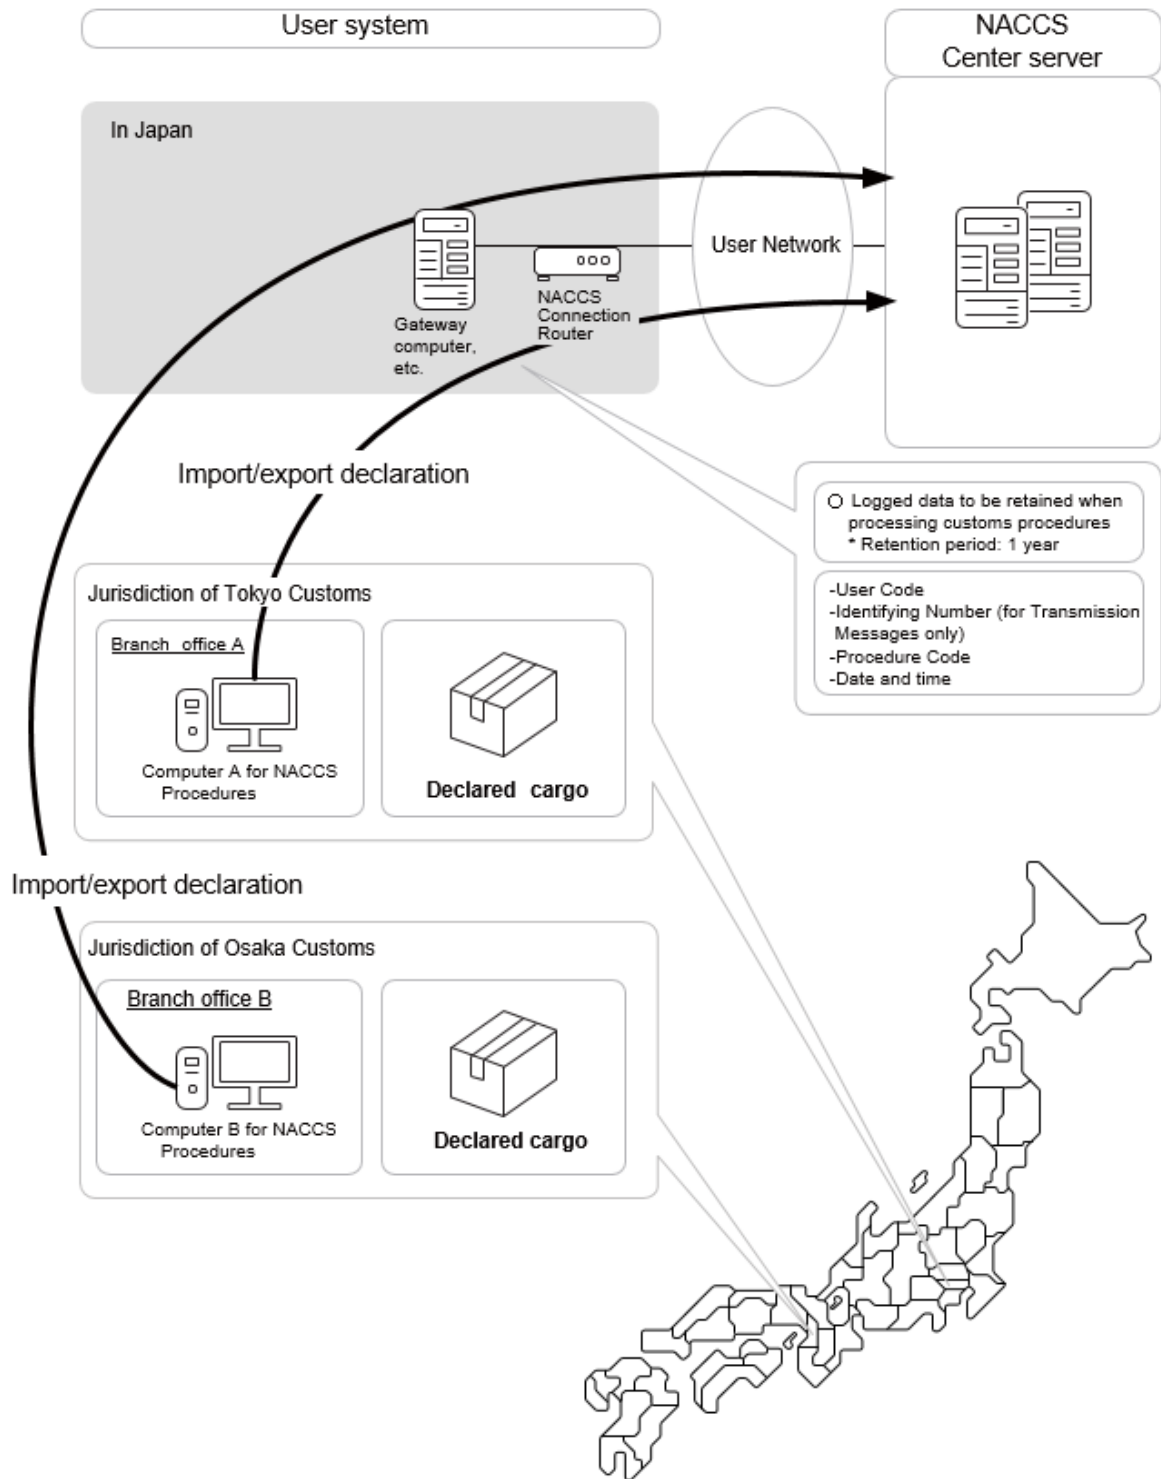 User system
NACCS
Center server
In Japan
User Network
NACCS
Connection
Router
Gateway
computer,
etc.
Import/export declaration
○ Logged data to be retained when
processing customs procedures
* Retention period: 1 year
-User Code
-Identifying Number (for Transmission
Messages only)
-Procedure Code
-Date and time
Jurisdiction of Tokyo Customs
Branch office A
Computer A for NACCS
Procedures
Declared cargo
Import/export declaration
Jurisdiction of Osaka Customs
Branch office B
Computer B for NACCS
Procedures
Declared cargo